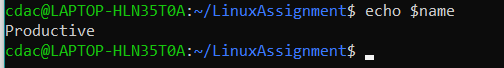 cdac@LAPTOP-HLN35T0A:~/LinuxAssignment$ echo $name
Productive
cdac@LAPTOP-HLN35T0A:~/LinuxAssignment$